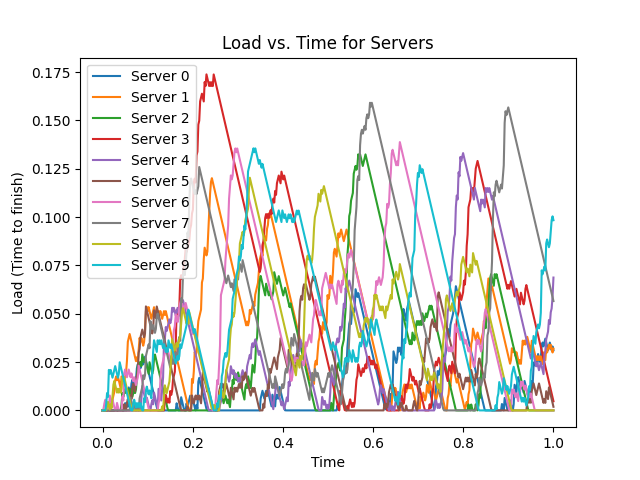 Load vs. Time for Servers
0.175
0.150
0.125
0.100
0.075
0.050
0.025
0.000
Load (Time to finish)
Server 0
Server 1
Server 2
Server 3
Server 4
Server 5
Server 6
Server 7
Server 8
Server 9
0.0 0.2 0.4 0.6 0.8 1.0
Time